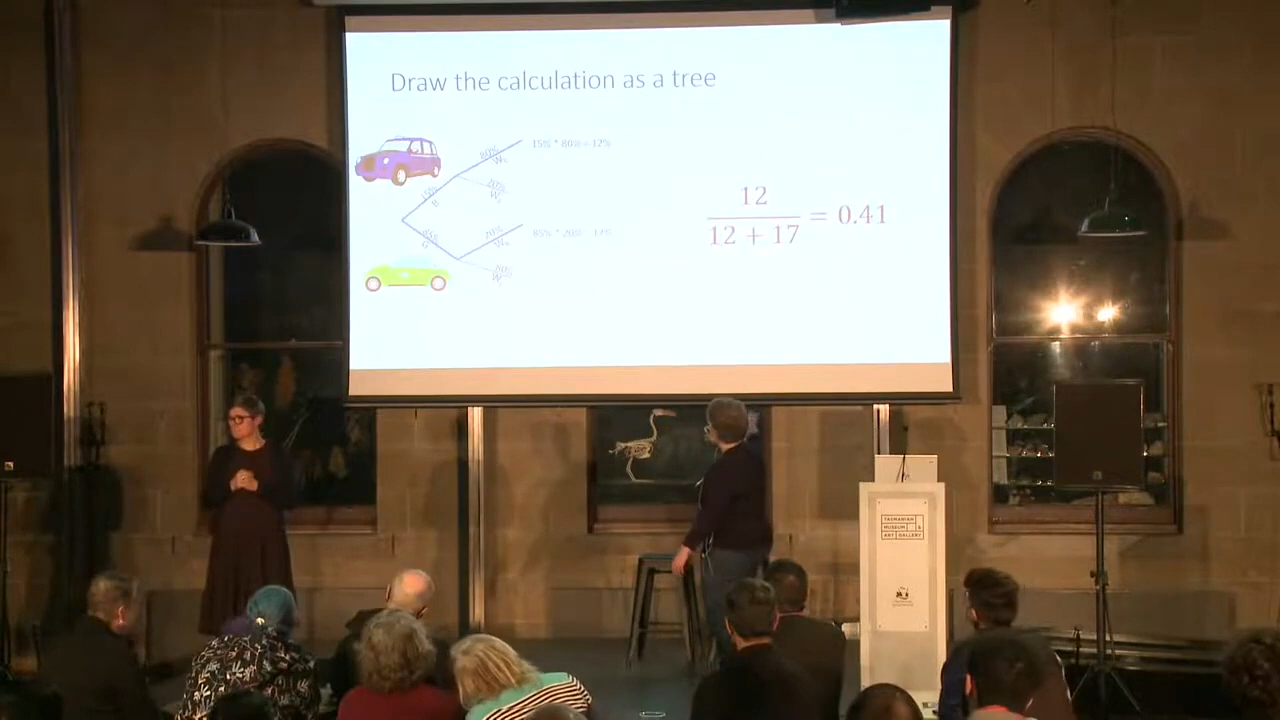 Draw the calculation as a tree
80%
15% * 80% = 12%
15%
B
12
12 + 17
= 0.41
85%
G
20%
85% * 20% = 17%
80%
TASMANIAN
MUSEUM &
ART GALLERY